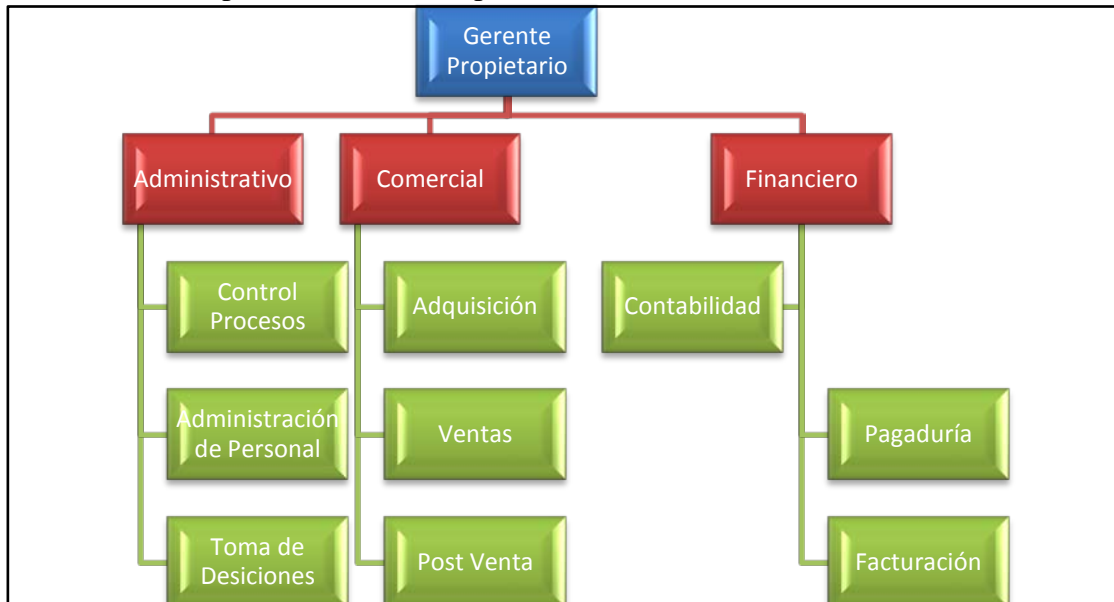 Gerente
Propietario
Administrativo
Comercial
Financiero
Control
Procesos
Adquisición
Contabilidad
Administración
de Personal
Ventas
Pagaduría
Toma de
Desiciones
Post Venta
Facturación